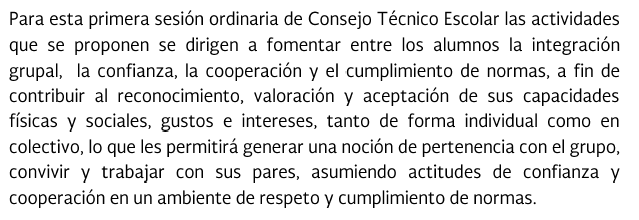 Para esta primera sesión ordinaria de Consejo Técnico Escolar las actividades
que se proponen se dirigen a fomentar entre los alumnos la integración
grupal, la confianza, la cooperación y el cumplimiento de normas, a fin de
contribuir al reconocimiento, valoración y aceptación de sus capacidades
físicas y sociales, gustos e intereses, tanto de forma individual como en
colectivo, lo que les permitirá generar una noción de pertenencia con el grupo,
convivir y trabajar con sus pares, asumiendo actitudes de confianza y
cooperación en un ambiente de respeto y cumplimiento de normas.